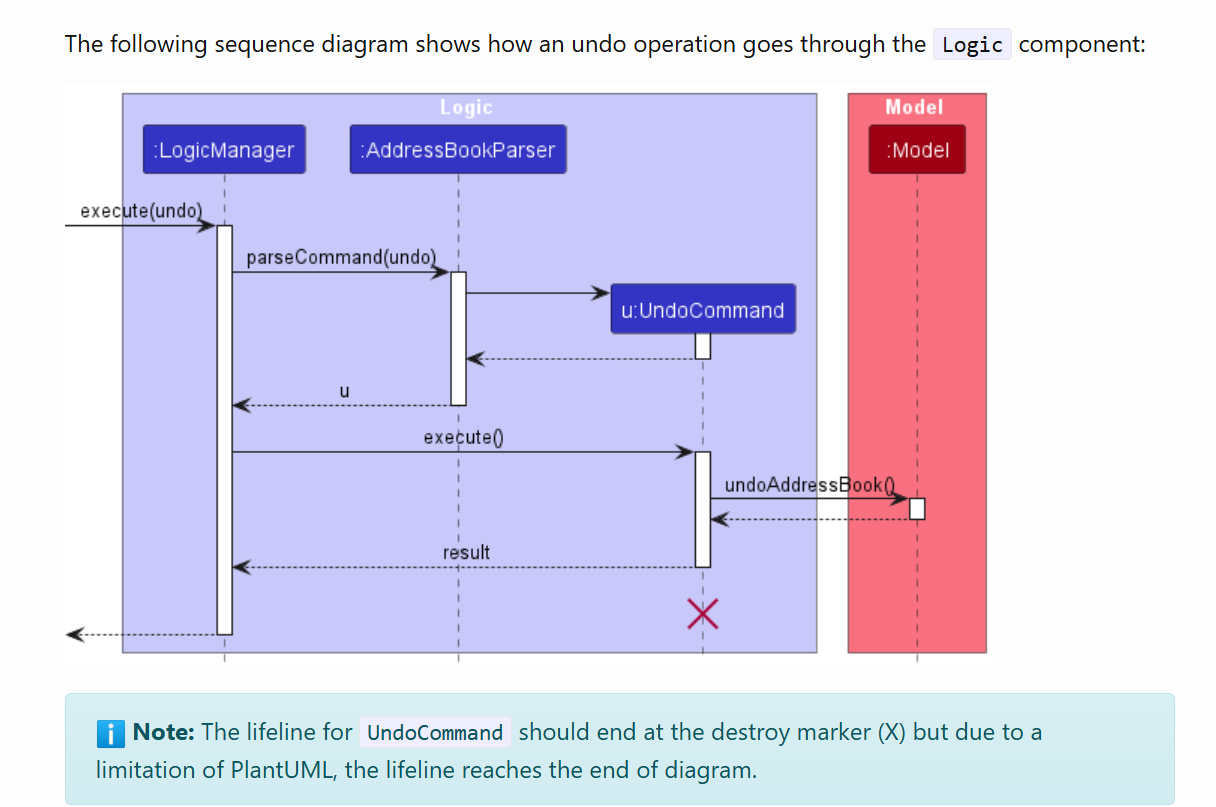 The following sequence diagram shows how an undo operation goes through the Logic component:
Logic
Model
:LogicManager
:AddressBookParser
:Model
execute(undo)
parseCommand(undo)
u:UndoCommand
u
execute()
undoAddressBook()
result
Note: The lifeline for UndoCommand should end at the destroy marker (X) but due to a
limitation of PlantUML, the lifeline reaches the end of diagram.